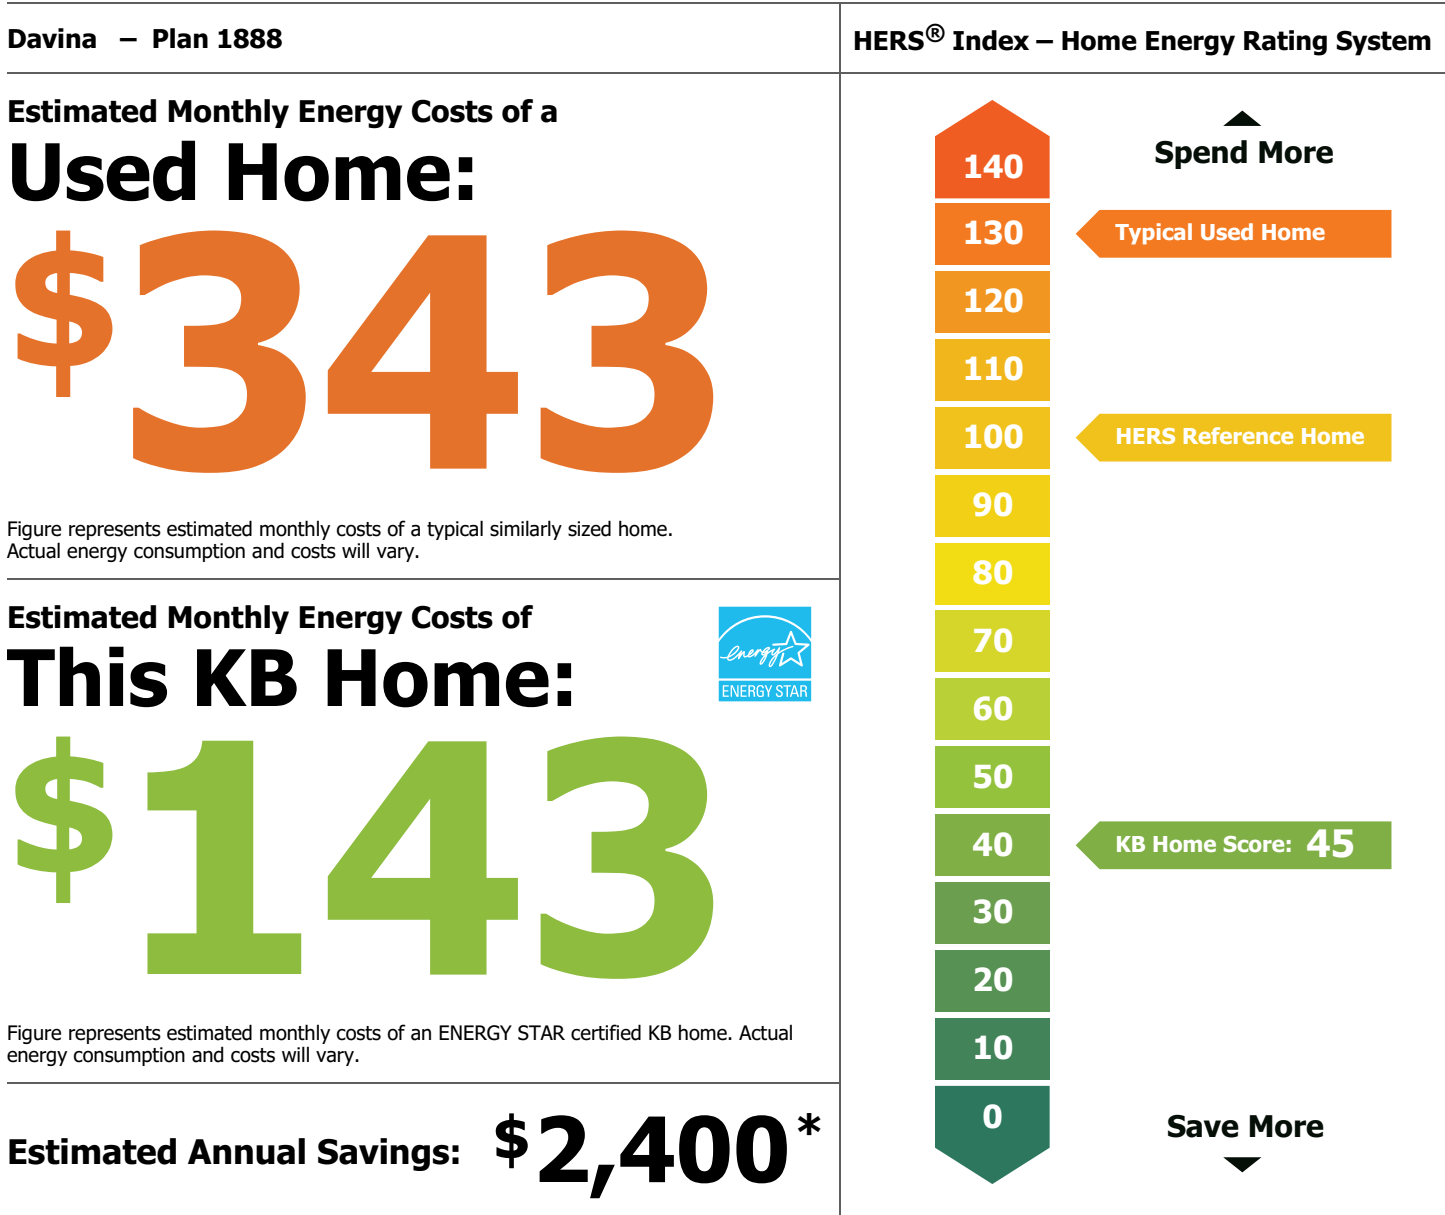 Davina – Plan 1888
Estimated Monthly Energy Costs of a
Used Home:
$343
Figure represents estimated monthly costs of a typical similarly sized home.
Actual energy consumption and costs will vary.
Estimated Monthly Energy Costs of
This KB Home:
energy
ENERGY STAR
$143
Figure represents estimated monthly costs of an ENERGY STAR certified KB home. Actual
energy consumption and costs will vary.
Estimated Annual Savings: $2,400*
HERS® Index – Home Energy Rating System
Spend More
140
130
Typical Used Home
120
110
100
HERS Reference Home
90
80
70
60
50
40
KB Home Score: 45
30
20
10
0
Save More